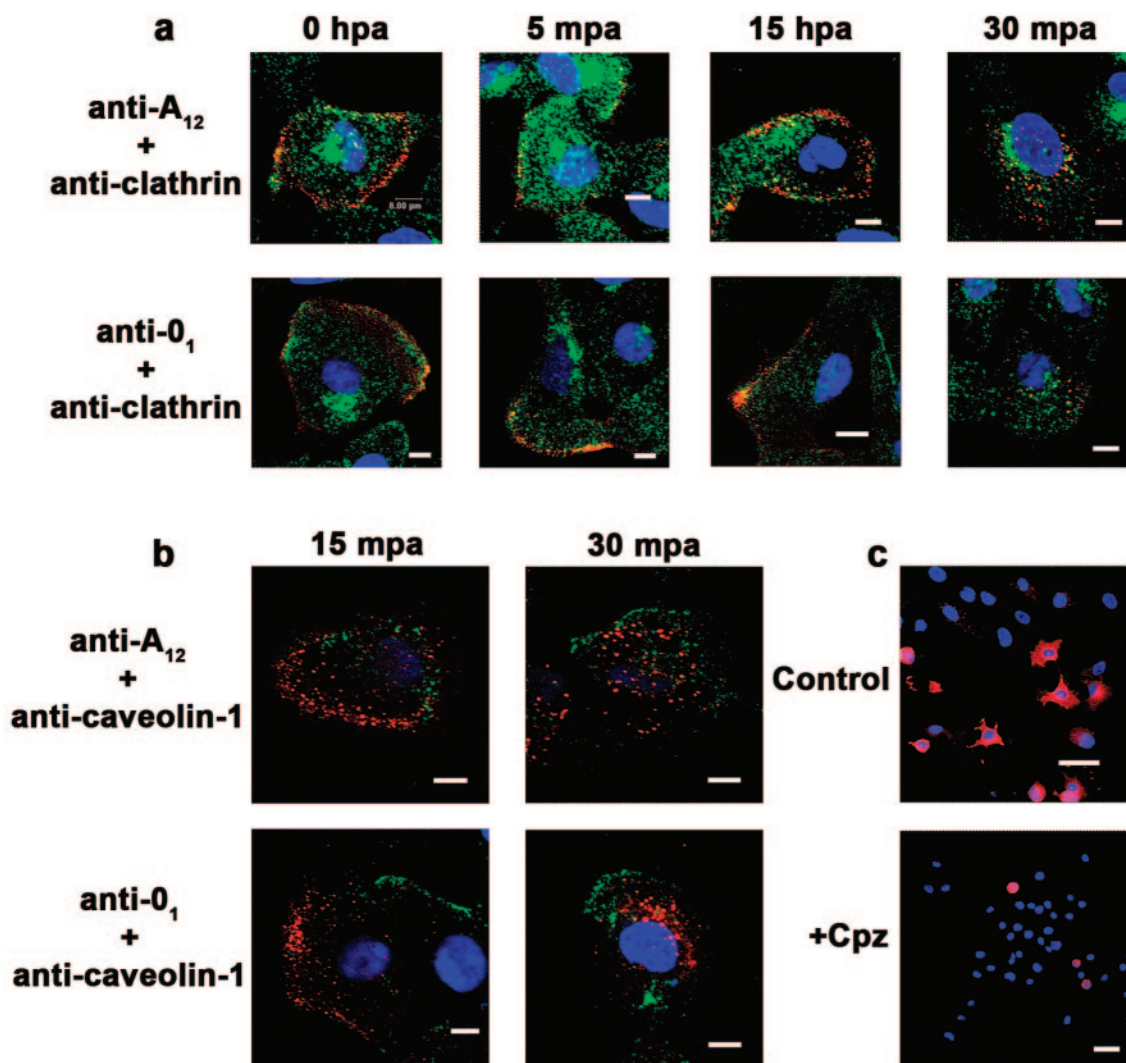 a
0 hpa 5 mpa 15 hpa 30 mpa
anti-A12
+
anti-clathrin
8.00 µm
anti-01
+
anti-clathrin
b
15 mpa 30 mpa
c
anti-A12
+
anti-caveolin-1
Control
anti-01
+
anti-caveolin-1
+Cpz